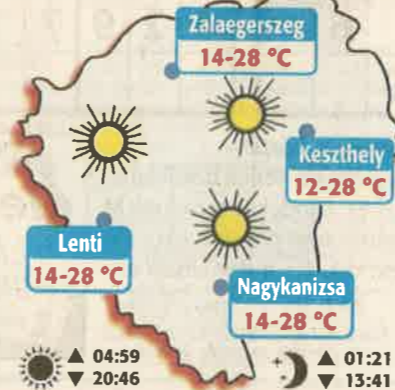 Zalaegerszeg
14-28 °C
Keszthely
12-28 °C
Lenti
14-28 °C
Nagykanizsa
14-28 °C
▲ 04:59
▼ 20:46
▲ 01:21
▼ 13:41